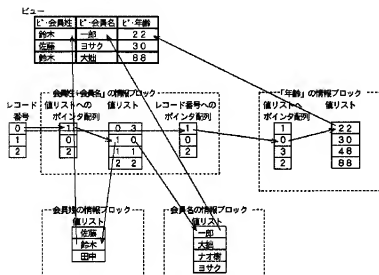 ビュー
ビ・会員姓 ビ・会員名 ビ・年齢
鈴木 一郎 22
佐藤 ヨサク 30
鈴木 大蔵 88
会員姓+会員名」の情報ブロック
「年齢」の情報ブロック
レコード番号
値リストへのポインタ配列
値リスト
レコード番号へのポインタ配列
値リストへのポインタ配列
値リスト
0 1 0 3 1 1 22
1 0 1 0 0 0 30
2 2 1 1 2 3 48
2 2 2 88
会員姓の情報ブロック
値リスト
佐藤
鈴木
田中
会員名の情報ブロック
値リスト
一郎
ナオ樹
ヨサク